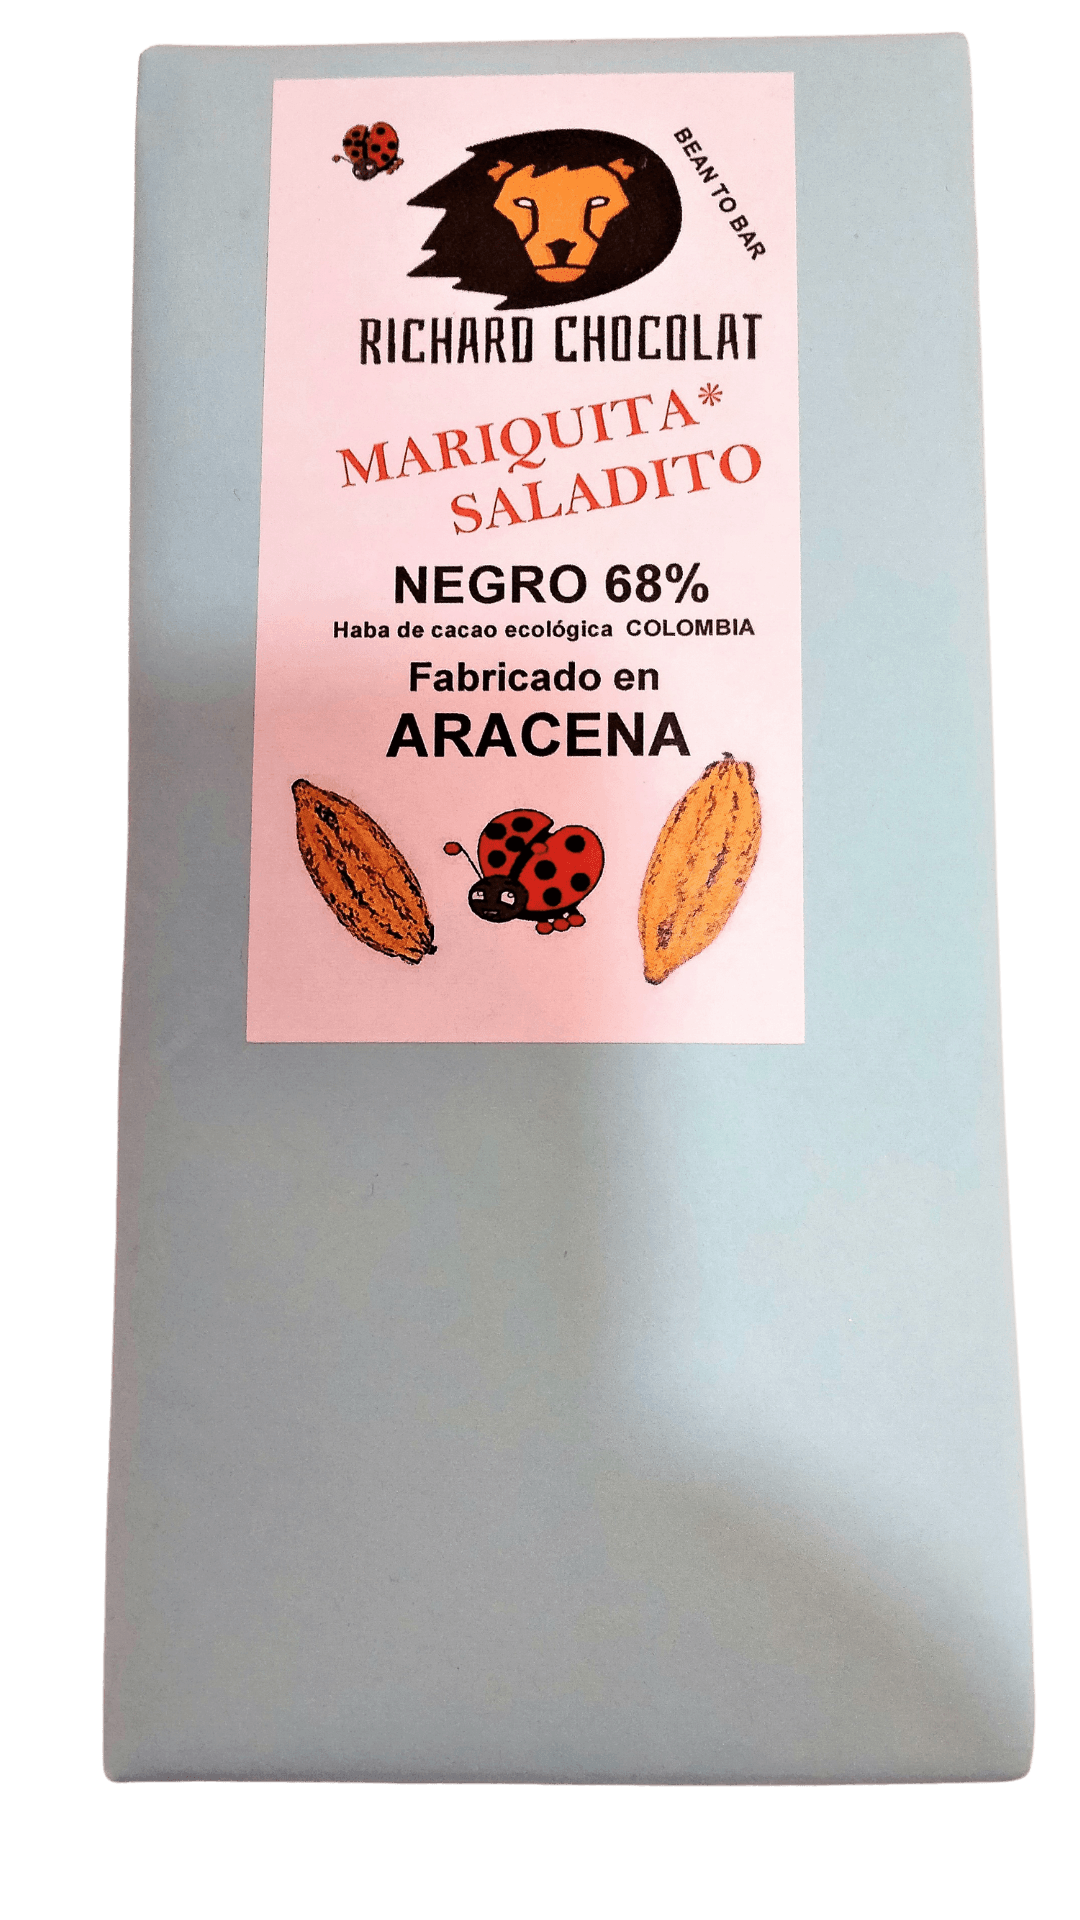 BEAN TO BAR
RICHARD CHOCOLAT
MARIQUITA*
SALADITO
NEGRO 68%
Haba de cacao ecológica COLOMBIA
Fabricado en
ARACENA